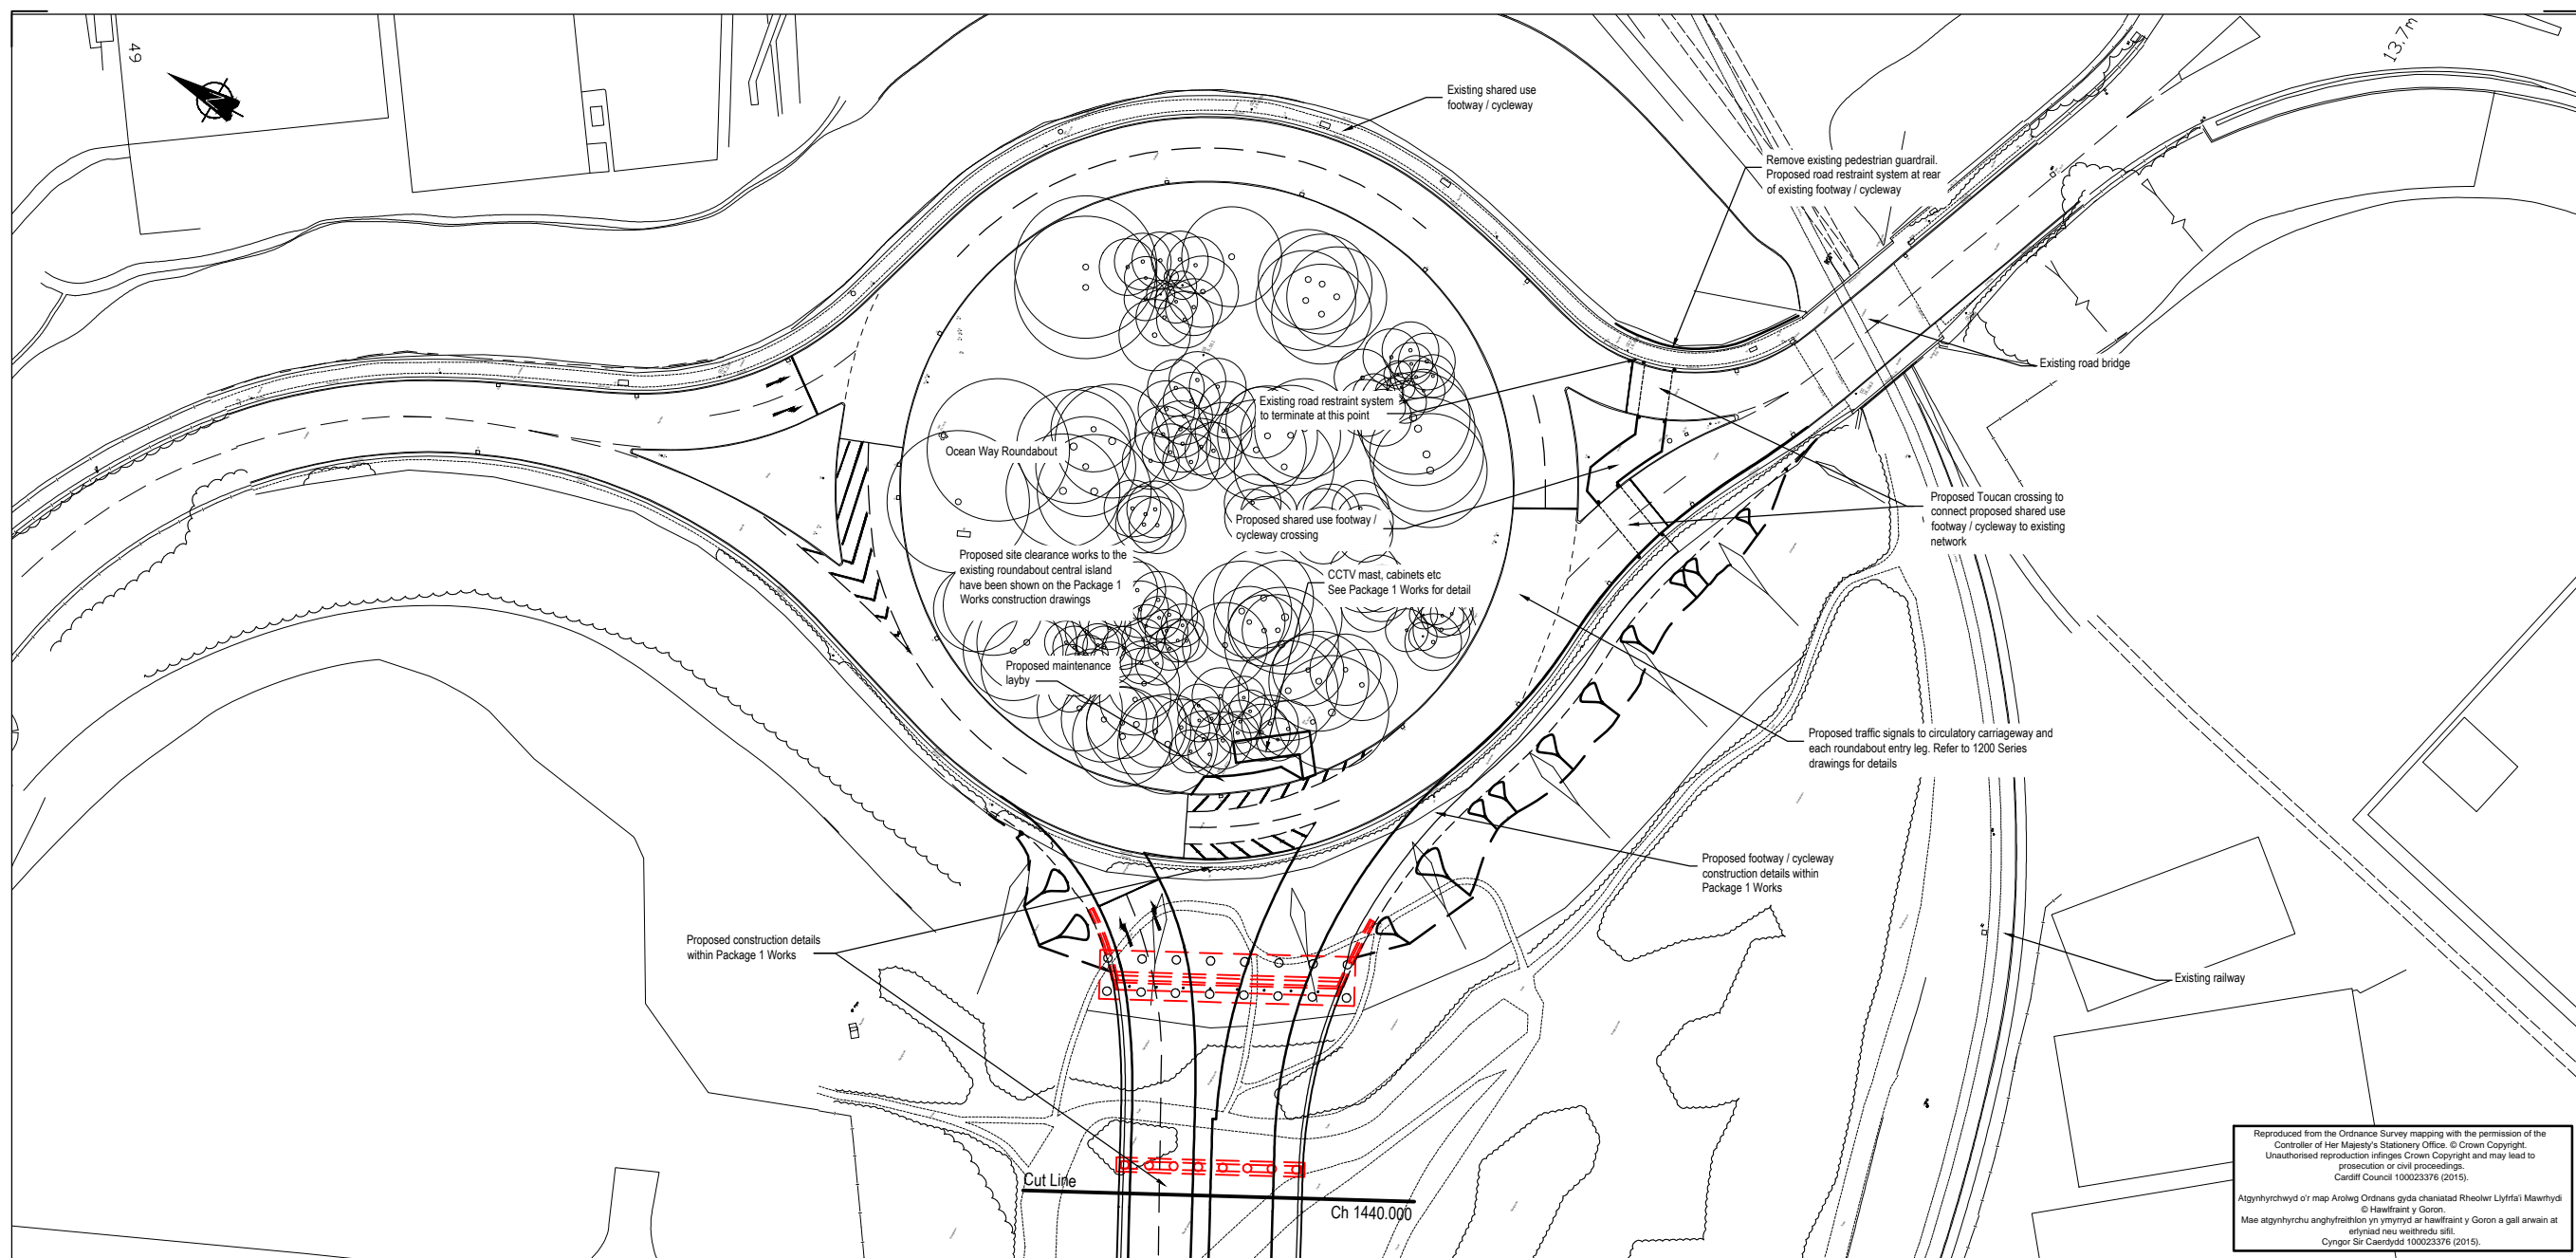 49
13.7m
Existing shared use
footway / cycleway
Remove existing pedestrian guardrail.
Proposed road restraint system at rear
of existing footway / cycleway
Existing road bridge
Existing road restraint system
to terminate at this point
Ocean Way Roundabout
Proposed shared use footway /
cycleway crossing
Proposed Toucan crossing to
connect proposed shared use
footway / cycleway to existing
network
Proposed site clearance works to the
existing roundabout central island
have been shown on the Package 1
Works construction drawings
CCTV mast, cabinets etc
See Package 1 Works for detail
Proposed maintenance
layby
Proposed traffic signals to circulatory carriageway and
each roundabout entry leg. Refer to 1200 Series
drawings for details
Proposed footway / cycleway
construction details within
Package 1 Works
Proposed construction details
within Package 1 Works
Existing railway
Cut Line
Ch 1440.000
Reproduced from the Ordnance Survey mapping with the permission of the
Controller of Her Majesty's Stationery Office. © Crown Copyright.
Unauthorised reproduction infinges Crown Copyright and may lead to
prosecution or civil proceedings.
Cardiff Council 100023376 (2015).
Atgynhyrchwyd o'r map Arolwg Ordnans gyda chaniatad Rheolwr Llyfrfa'i Mawrhydi
© Hawlfraint y Goron.
Mae atgynhyrchu anghyfreithlon yn ymyrryd ar hawlfraint y Goron a gall arwain at
erlyniad neu weithredu sifil.
Cyngor Sir Caerdydd 100023376 (2015).